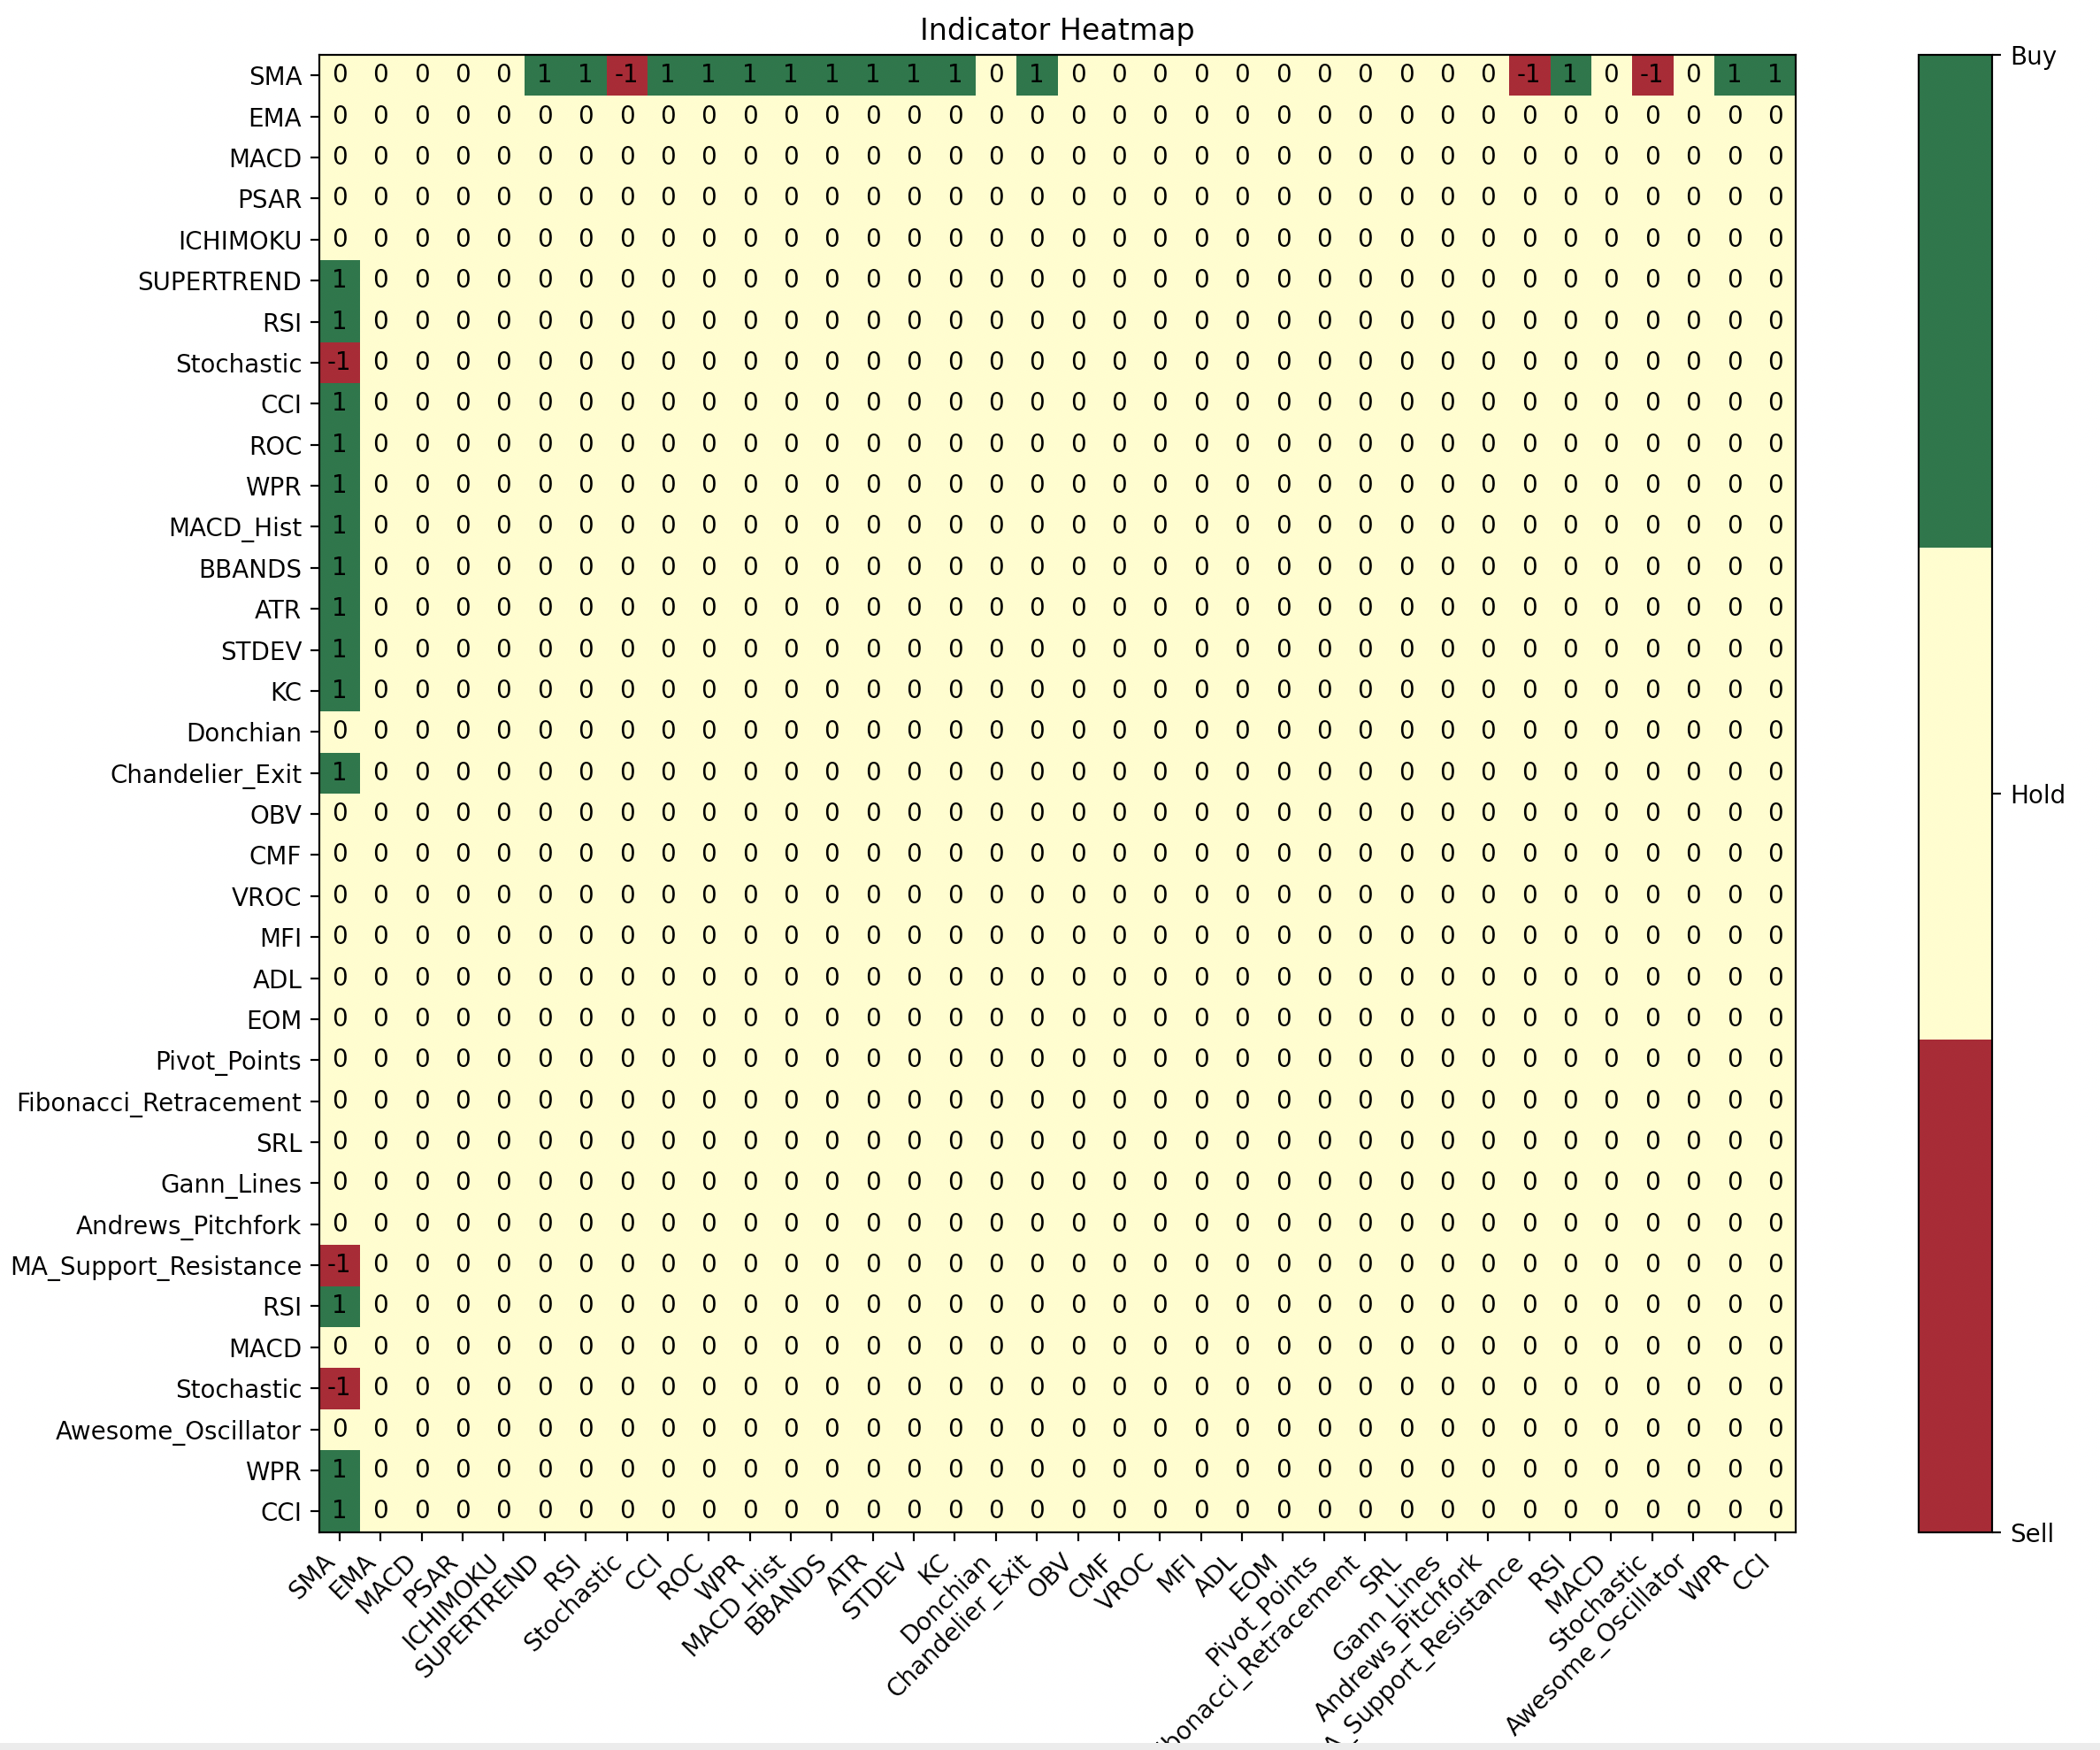 Indicator Heatmap
SMA 0 0 0 0 0 1 1 -1 1 1 1 1 1 1 1 1 0 1 0 0 0 0 0 0 0 0 0 0 0 -1 1 0 -1 0 1 1
EMA 0 0 0 0 0 0 0 0 0 0 0 0 0 0 0 0 0 0 0 0 0 0 0 0 0 0 0 0 0 0 0 0 0 0 0 0
MACD 0 0 0 0 0 0 0 0 0 0 0 0 0 0 0 0 0 0 0 0 0 0 0 0 0 0 0 0 0 0 0 0 0 0 0 0
PSAR 0 0 0 0 0 0 0 0 0 0 0 0 0 0 0 0 0 0 0 0 0 0 0 0 0 0 0 0 0 0 0 0 0 0 0 0
ICHIMOKU 0 0 0 0 0 0 0 0 0 0 0 0 0 0 0 0 0 0 0 0 0 0 0 0 0 0 0 0 0 0 0 0 0 0 0 0
SUPERTREND 1 0 0 0 0 0 0 0 0 0 0 0 0 0 0 0 0 0 0 0 0 0 0 0 0 0 0 0 0 0 0 0 0 0 0 0
RSI 1 0 0 0 0 0 0 0 0 0 0 0 0 0 0 0 0 0 0 0 0 0 0 0 0 0 0 0 0 0 0 0 0 0 0 0
Stochastic -1 0 0 0 0 0 0 0 0 0 0 0 0 0 0 0 0 0 0 0 0 0 0 0 0 0 0 0 0 0 0 0 0 0 0 0
CCI 1 0 0 0 0 0 0 0 0 0 0 0 0 0 0 0 0 0 0 0 0 0 0 0 0 0 0 0 0 0 0 0 0 0 0 0
ROC 1 0 0 0 0 0 0 0 0 0 0 0 0 0 0 0 0 0 0 0 0 0 0 0 0 0 0 0 0 0 0 0 0 0 0 0
WPR 1 0 0 0 0 0 0 0 0 0 0 0 0 0 0 0 0 0 0 0 0 0 0 0 0 0 0 0 0 0 0 0 0 0 0 0
MACD_Hist 1 0 0 0 0 0 0 0 0 0 0 0 0 0 0 0 0 0 0 0 0 0 0 0 0 0 0 0 0 0 0 0 0 0 0 0
BBANDS 1 0 0 0 0 0 0 0 0 0 0 0 0 0 0 0 0 0 0 0 0 0 0 0 0 0 0 0 0 0 0 0 0 0 0 0
ATR 1 0 0 0 0 0 0 0 0 0 0 0 0 0 0 0 0 0 0 0 0 0 0 0 0 0 0 0 0 0 0 0 0 0 0 0
STDEV 1 0 0 0 0 0 0 0 0 0 0 0 0 0 0 0 0 0 0 0 0 0 0 0 0 0 0 0 0 0 0 0 0 0 0 0
KC 1 0 0 0 0 0 0 0 0 0 0 0 0 0 0 0 0 0 0 0 0 0 0 0 0 0 0 0 0 0 0 0 0 0 0 0
Donchian 0 0 0 0 0 0 0 0 0 0 0 0 0 0 0 0 0 0 0 0 0 0 0 0 0 0 0 0 0 0 0 0 0 0 0 0
Chandelier_Exit 1 0 0 0 0 0 0 0 0 0 0 0 0 0 0 0 0 0 0 0 0 0 0 0 0 0 0 0 0 0 0 0 0 0 0 0
OBV 0 0 0 0 0 0 0 0 0 0 0 0 0 0 0 0 0 0 0 0 0 0 0 0 0 0 0 0 0 0 0 0 0 0 0 0
CMF 0 0 0 0 0 0 0 0 0 0 0 0 0 0 0 0 0 0 0 0 0 0 0 0 0 0 0 0 0 0 0 0 0 0 0 0
VROC 0 0 0 0 0 0 0 0 0 0 0 0 0 0 0 0 0 0 0 0 0 0 0 0 0 0 0 0 0 0 0 0 0 0 0 0
MFI 0 0 0 0 0 0 0 0 0 0 0 0 0 0 0 0 0 0 0 0 0 0 0 0 0 0 0 0 0 0 0 0 0 0 0 0
ADL 0 0 0 0 0 0 0 0 0 0 0 0 0 0 0 0 0 0 0 0 0 0 0 0 0 0 0 0 0 0 0 0 0 0 0 0
EOM 0 0 0 0 0 0 0 0 0 0 0 0 0 0 0 0 0 0 0 0 0 0 0 0 0 0 0 0 0 0 0 0 0 0 0 0
Pivot_Points 0 0 0 0 0 0 0 0 0 0 0 0 0 0 0 0 0 0 0 0 0 0 0 0 0 0 0 0 0 0 0 0 0 0 0 0
Fibonacci_Retracement 0 0 0 0 0 0 0 0 0 0 0 0 0 0 0 0 0 0 0 0 0 0 0 0 0 0 0 0 0 0 0 0 0 0 0 0
SRL 0 0 0 0 0 0 0 0 0 0 0 0 0 0 0 0 0 0 0 0 0 0 0 0 0 0 0 0 0 0 0 0 0 0 0 0
Gann_Lines 0 0 0 0 0 0 0 0 0 0 0 0 0 0 0 0 0 0 0 0 0 0 0 0 0 0 0 0 0 0 0 0 0 0 0 0
Andrews_Pitchfork 0 0 0 0 0 0 0 0 0 0 0 0 0 0 0 0 0 0 0 0 0 0 0 0 0 0 0 0 0 0 0 0 0 0 0 0
MA_Support_Resistance -1 0 0 0 0 0 0 0 0 0 0 0 0 0 0 0 0 0 0 0 0 0 0 0 0 0 0 0 0 0 0 0 0 0 0 0
RSI 1 0 0 0 0 0 0 0 0 0 0 0 0 0 0 0 0 0 0 0 0 0 0 0 0 0 0 0 0 0 0 0 0 0 0 0
MACD 0 0 0 0 0 0 0 0 0 0 0 0 0 0 0 0 0 0 0 0 0 0 0 0 0 0 0 0 0 0 0 0 0 0 0 0
Stochastic -1 0 0 0 0 0 0 0 0 0 0 0 0 0 0 0 0 0 0 0 0 0 0 0 0 0 0 0 0 0 0 0 0 0 0 0
Awesome_Oscillator 0 0 0 0 0 0 0 0 0 0 0 0 0 0 0 0 0 0 0 0 0 0 0 0 0 0 0 0 0 0 0 0 0 0 0 0
WPR 1 0 0 0 0 0 0 0 0 0 0 0 0 0 0 0 0 0 0 0 0 0 0 0 0 0 0 0 0 0 0 0 0 0 0 0
CCI 1 0 0 0 0 0 0 0 0 0 0 0 0 0 0 0 0 0 0 0 0 0 0 0 0 0 0 0 0 0 0 0 0 0 0 0
SMA
EMA
MACD
PSAR
ICHIMOKU
SUPERTREND
RSI
Stochastic
CCI
ROC
WPR
MACD_Hist
BBANDS
ATR
STDEV
KC
Donchian
Chandelier_Exit
OBV
CMF
VROC
MFI
ADL
EOM
Pivot_Points
ibonacci_Retracement
SRL
Gann_Lines
Andrews_Pitchfork
A_Support_Resistance
RSI
MACD
Stochastic
Awesome_Oscillator
WPR
CCI
Buy
Hold
Sell